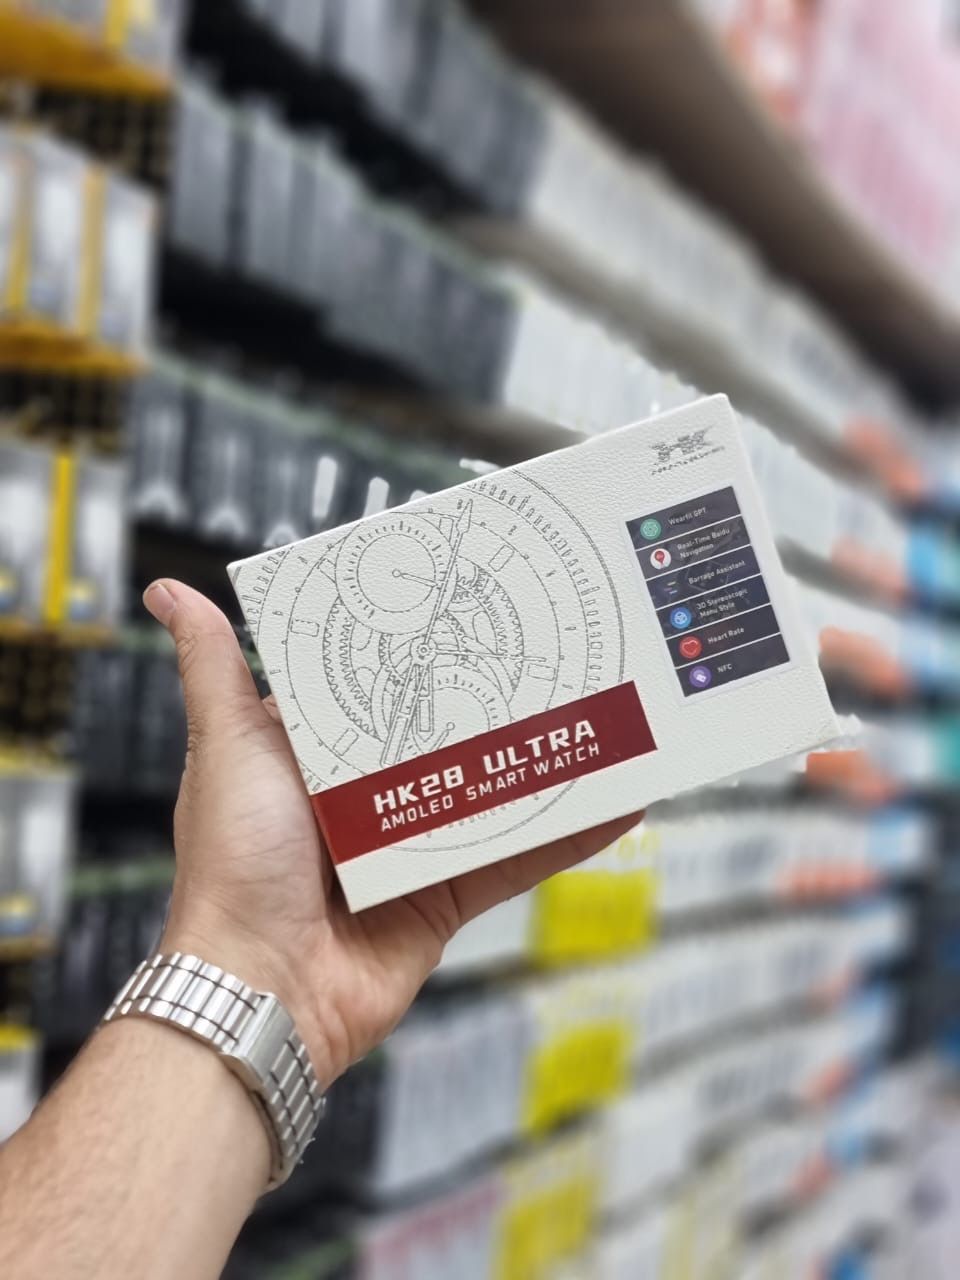 Wearfit GPT
Real-Time Baidu
Navigation
Barrage Assistant
3D Stereoscopic
Menu Style
Heart Rate
NFC
HK28 ULTRA
AMOLED SMART WATCH